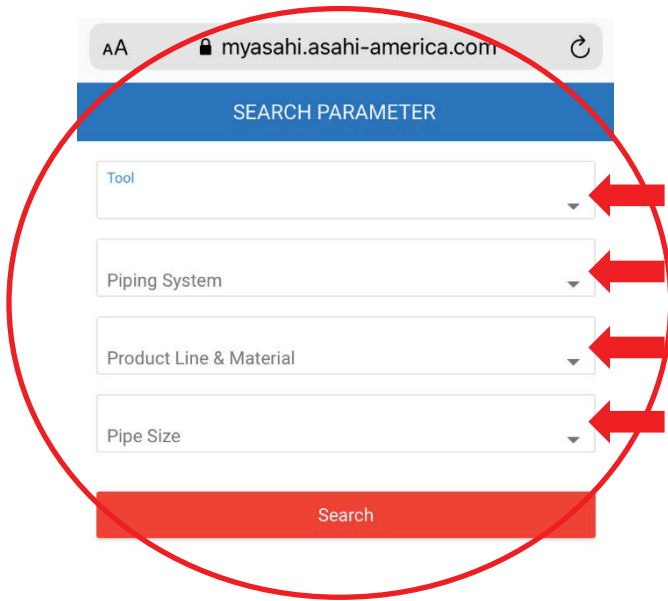 AA myasahi.asahi-america.com
SEARCH PARAMETER
Tool
Piping System
Product Line & Material
Pipe Size
Search